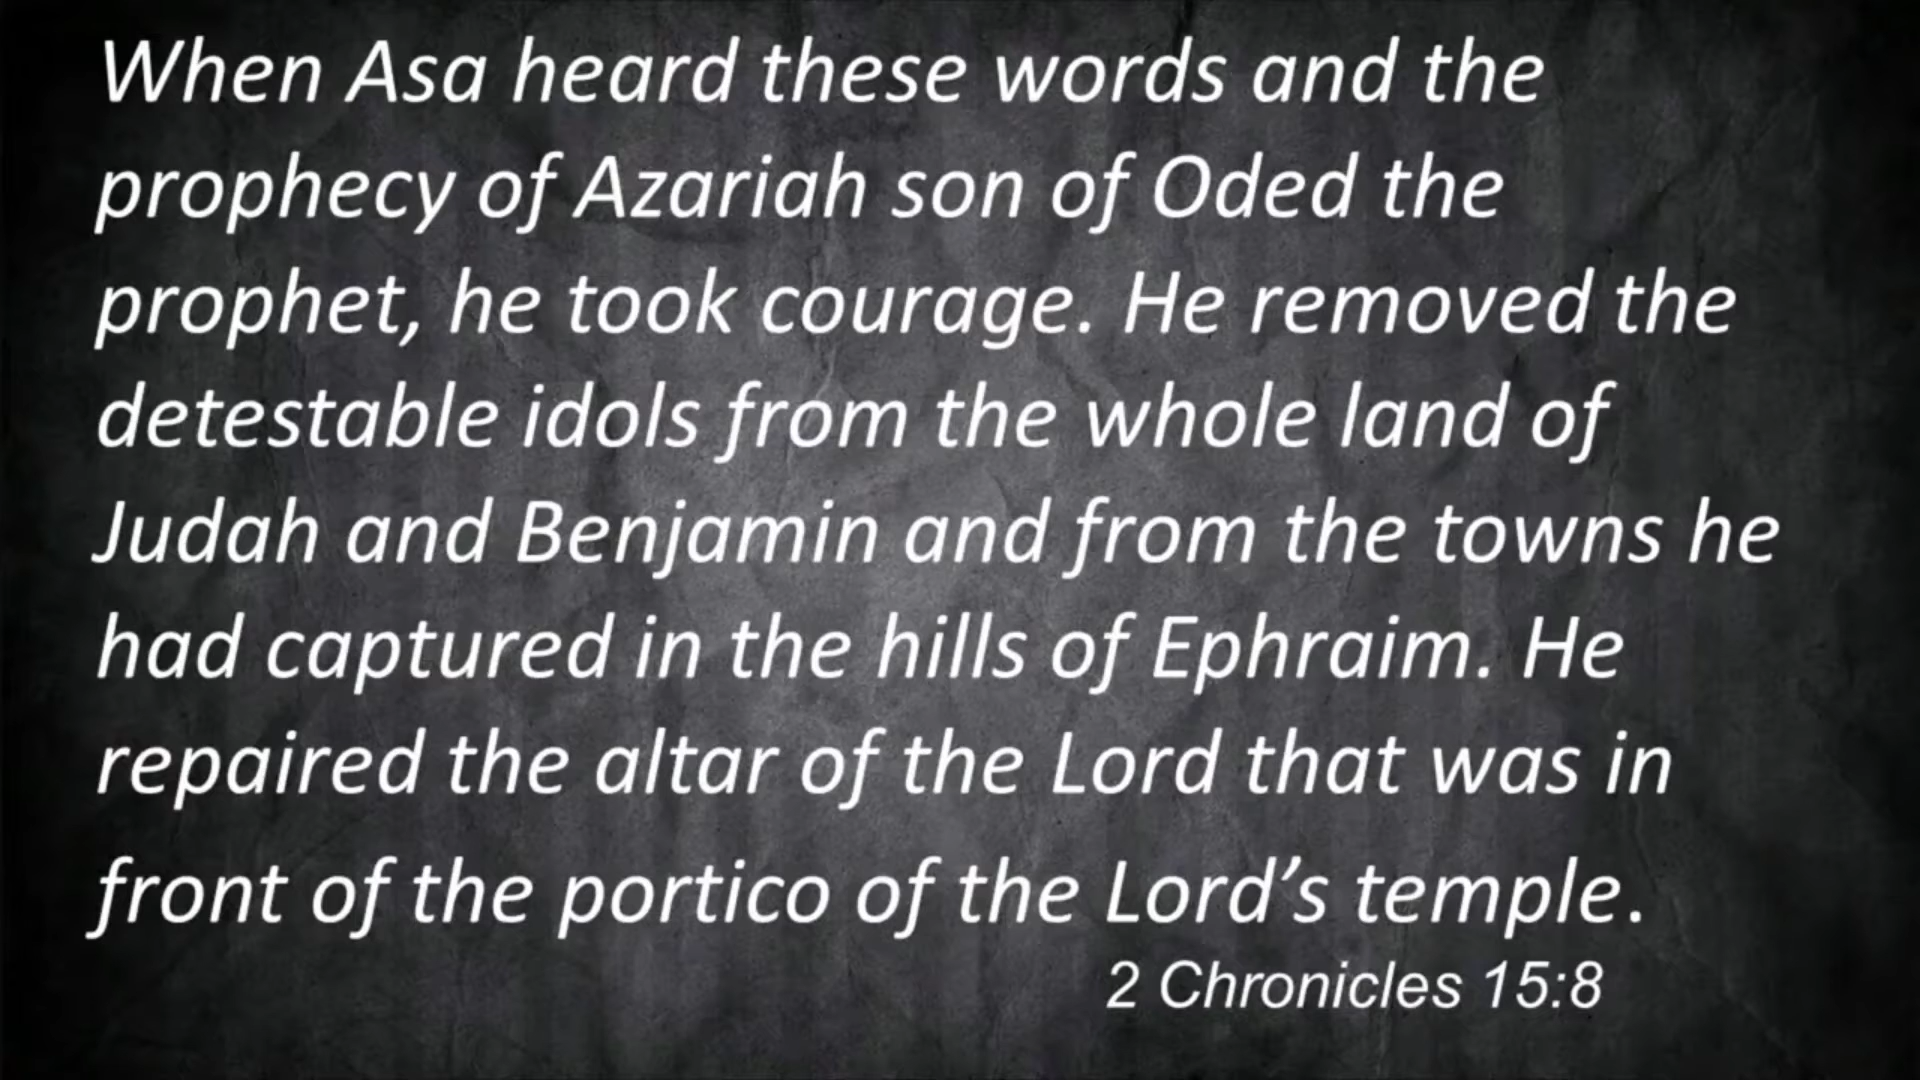 When Asa heard these words and the
prophecy of Azariah son of Oded the
prophet, he took courage. He removed the
detestable idols from the whole land of
Judah and Benjamin and from the towns he
had captured in the hills of Ephraim. He
repaired the altar of the Lord that was in
front of the portico of the Lord’s temple.
2 Chronicles 15:8